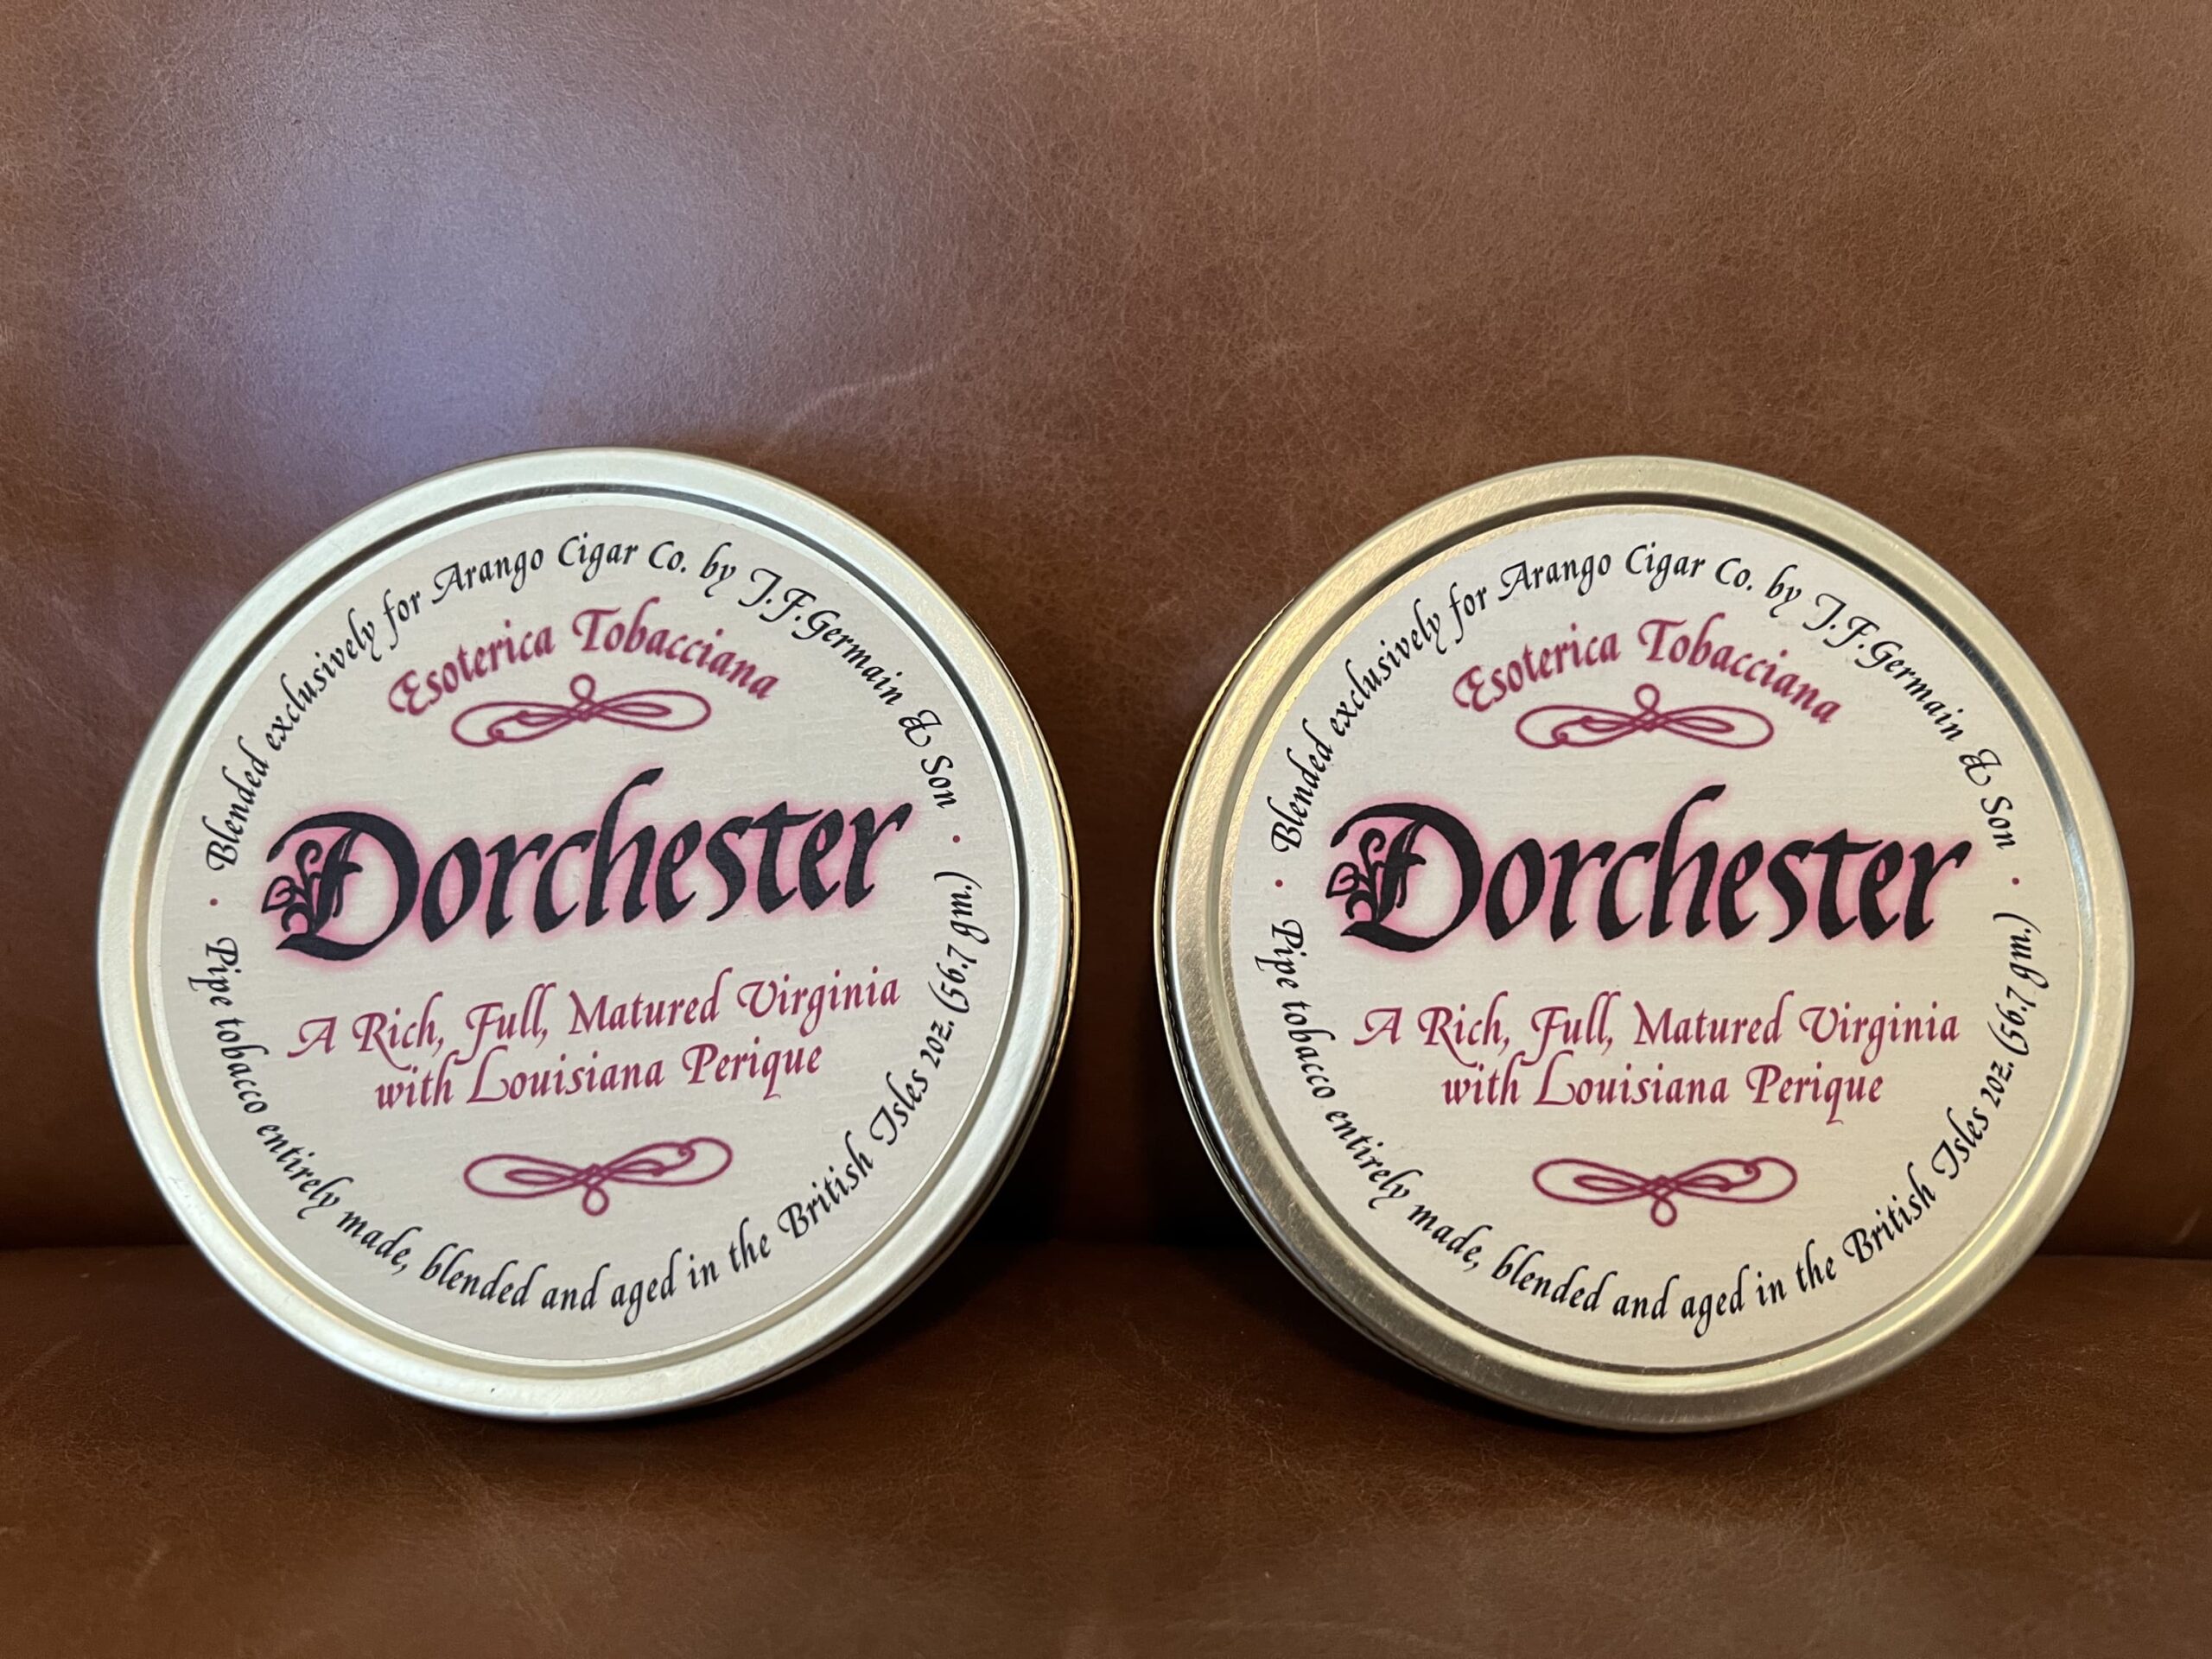 Blended exclusively for Arango Cigar Co. by J.F.Germain & Son
Esoterica Tobacciana
Dorchester
A Rich, Full, Matured Virginia
with Louisiana Perique
Pipe tobacco entirely made, blended and aged in the British Isles 2oz. (56.7 gm.)
Blended exclusively for Arango Cigar Co. by J.F.Germain & Son
Esoterica Tobacciana
Dorchester
A Rich, Full, Matured Virginia
with Louisiana Perique
Pipe tobacco entirely made, blended and aged in the British Isles 2oz. (56.7 gm.)